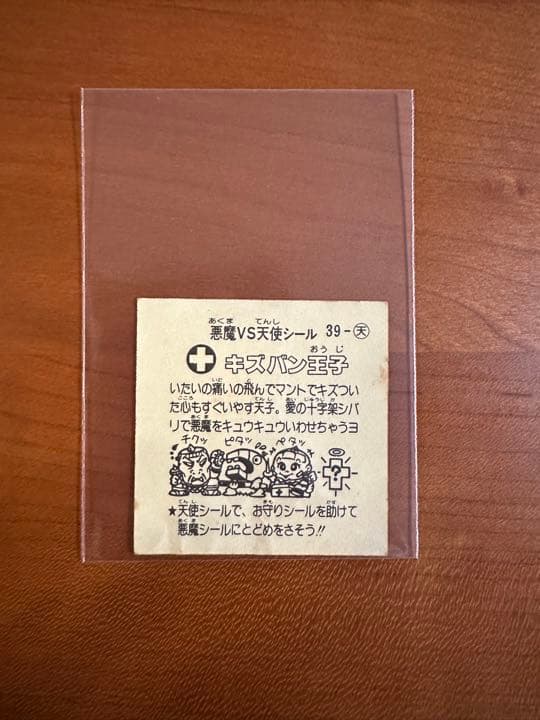 悪魔VS天使シール 39-天
キズバン王子
いたいの痛いの飛んでマントでキズつい
た心もすぐいやす天子。愛の十字架シバ
リで悪魔をキュウキュウいわせちゃうヨ
チクッ ピタッ ペタッ
?
★天使シールで、お守りシールを助けて
悪魔シールにとどめをさそう!!